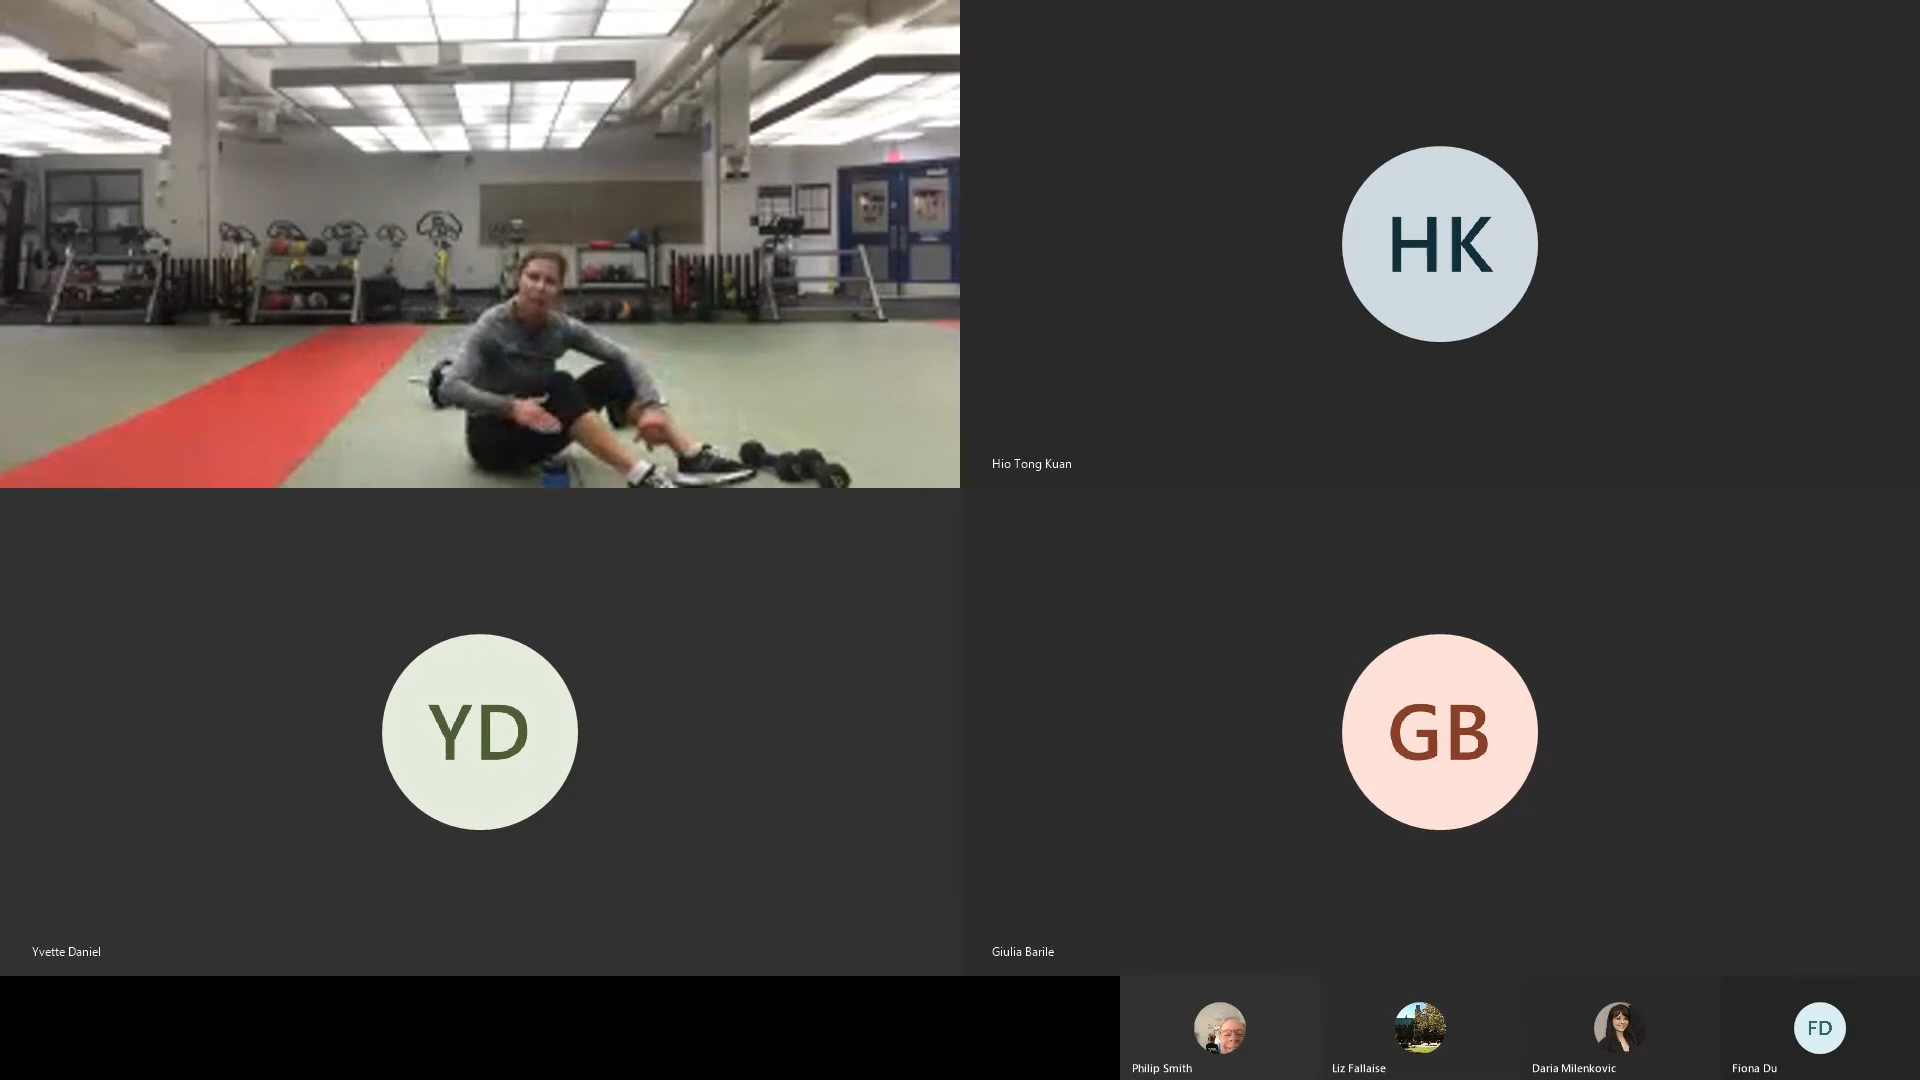 HK
Hio Tong Kuan
YD
GB
Yvette Daniel
Giulia Barile
FD
Philip Smith
Liz Fallaise
Daria Milenkovic
Fiona Du